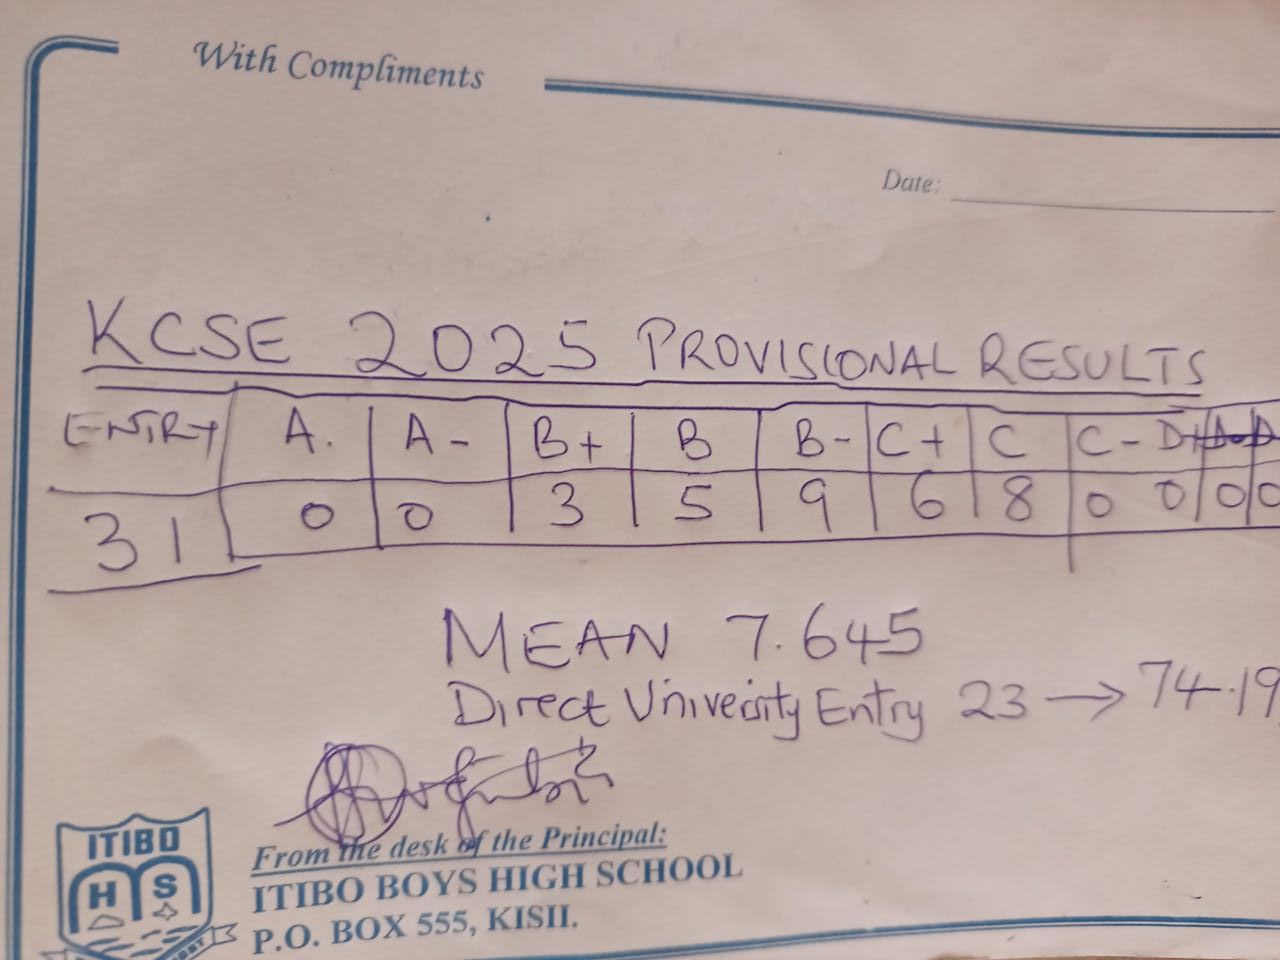 With Compliments
Date:
KCSE 2025 PROVISIONAL RESULTS
ENTRY A. A- B+ B B- C+ C C- D+
31 0 0 3 5 9 6 8 0 0 0 0
MEAN 7.645
Direct University Entry 23 → 74.19
ITIBO
H S
From the desk of the Principal:
ITIBO BOYS HIGH SCHOOL
P.O. BOX 555, KISII.